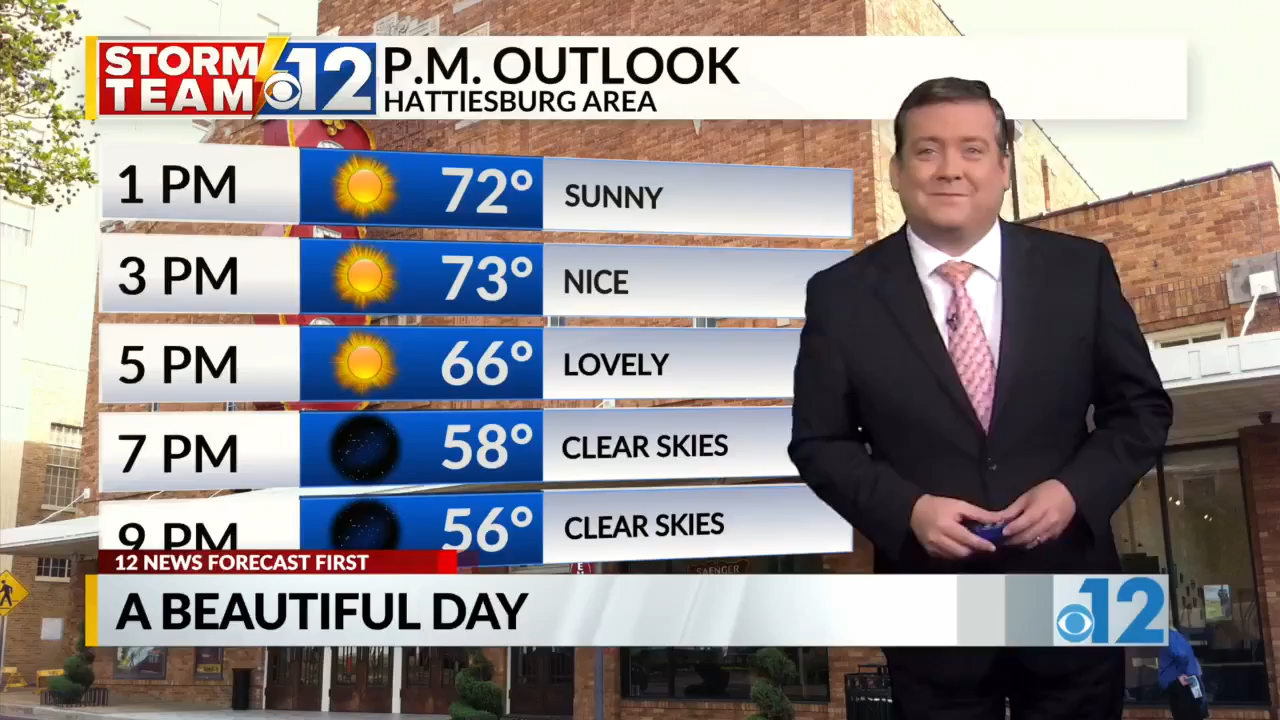 STORM TEAM 12
P.M. OUTLOOK
HATTIESBURG AREA
1 PM 72° SUNNY
3 PM 73° NICE
5 PM 66° LOVELY
7 PM 58° CLEAR SKIES
9 PM 56° CLEAR SKIES
12 NEWS FORECAST FIRST
SAENGER
A BEAUTIFUL DAY
12